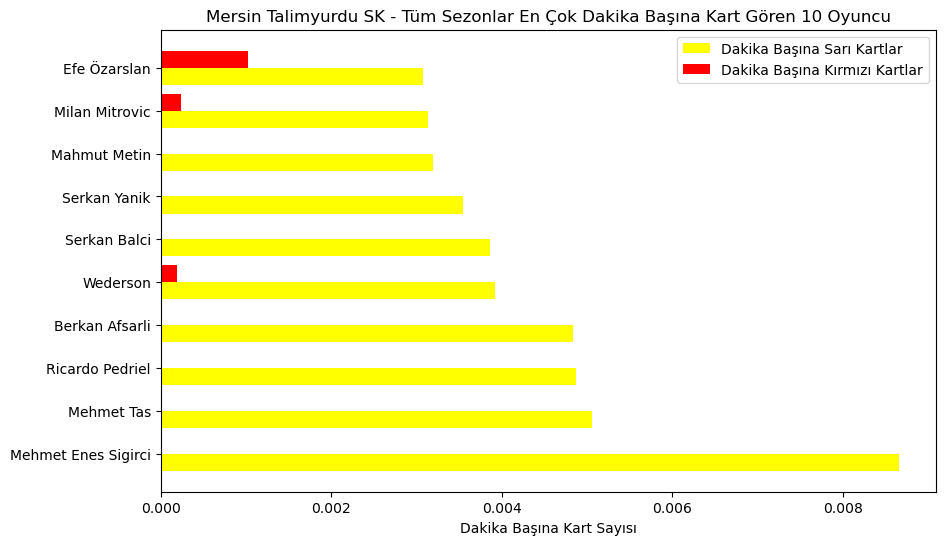 Mersin Talimyurdu SK - Tüm Sezonlar En Çok Dakika Başına Kart Gören 10 Oyuncu
Dakika Başına Sarı Kartlar
Dakika Başına Kırmızı Kartlar
Efe Özarslan
Milan Mitrovic
Mahmut Metin
Serkan Yanik
Serkan Balci
Wederson
Berkan Afsarli
Ricardo Pedriel
Mehmet Tas
Mehmet Enes Sigirci
0.000 0.002 0.004 0.006 0.008
Dakika Başına Kart Sayısı